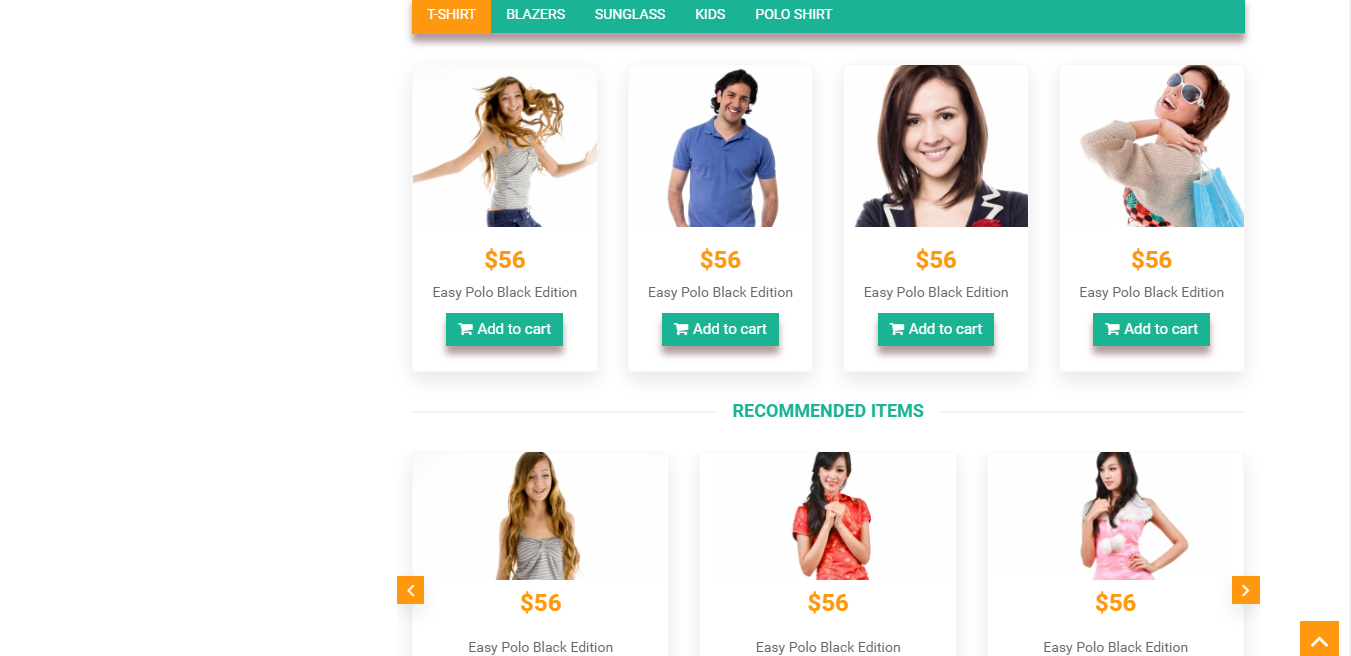 T-SHIRT BLAZERS SUNGLASS KIDS POLO SHIRT
$56 $56 $56 $56
Easy Polo Black Edition Easy Polo Black Edition Easy Polo Black Edition Easy Polo Black Edition
Add to cart Add to cart Add to cart Add to cart
RECOMMENDED ITEMS
$56 $56 $56
Easy Polo Black Edition Easy Polo Black Edition Easy Polo Black Edition